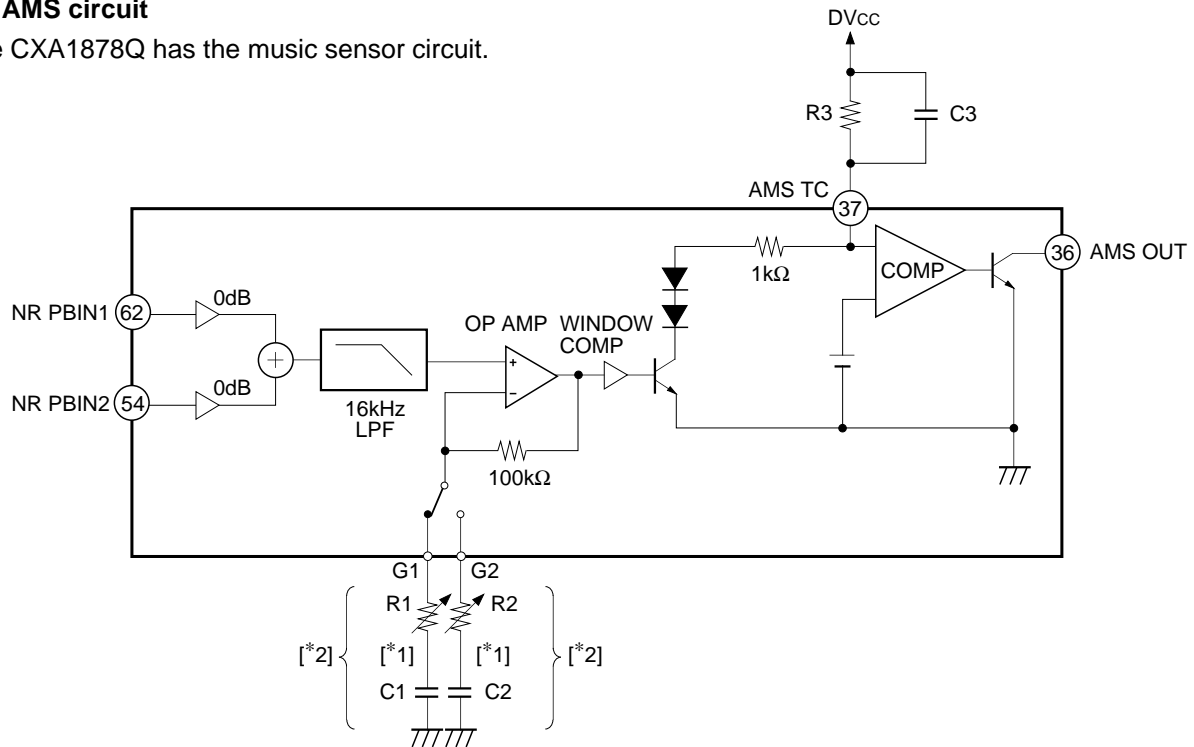 AMS circuit
CXA1878Q has the music sensor circuit.
DVCC
R3
C3
AMS TC
37
1kΩ
COMP
36 AMS OUT
NR PBIN1 62
0dB
OP AMP
WINDOW
COMP
+
+
−
NR PBIN2 54
0dB
16kHz
LPF
100kΩ
G1 G2
R1 R2
[*2] [*1] [*1] [*2]
C1 C2